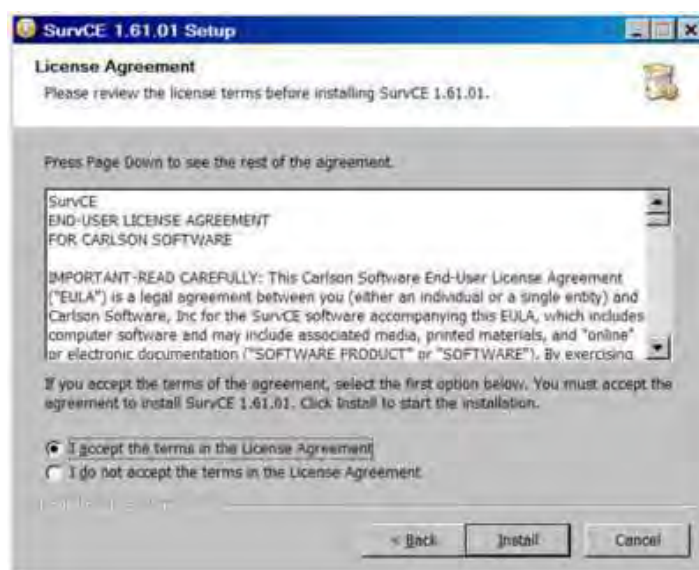 SurvCE 1.61.01 Setup
License Agreement
Please review the license terms before installing SurvCE 1.61.01.
Press Page Down to see the rest of the agreement.
SurvCE
END-USER LICENSE AGREEMENT
FOR CARLSON SOFTWARE
IMPORTANT-READ CAREFULLY: This Carlson Software End-User License Agreement
("EULA") is a legal agreement between you (either an individual or a single entity) and
Carlson Software, Inc for the SurvCE software accompanying this EULA, which includes
computer software and may include associated media, printed materials, and "online"
or electronic documentation ("SOFTWARE PRODUCT" or "SOFTWARE"). By exercising
If you accept the terms of the agreement, select the first option below. You must accept the
agreement to install SurvCE 1.61.01. Click Install to start the installation.
I accept the terms in the License Agreement
I do not accept the terms in the License Agreement
< Back
Install
Cancel